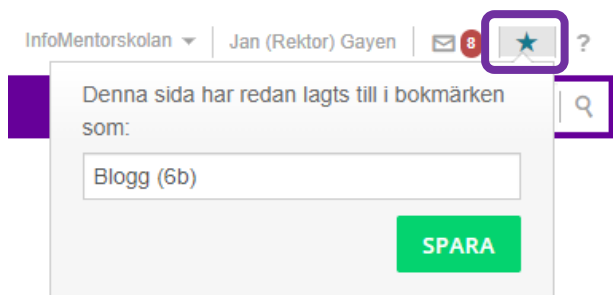 InfoMentorskolan Jan (Rektor) Gayen 8 ?
Denna sida har redan lagts till i bokmärken
som:
Blogg (6b)
SPARA